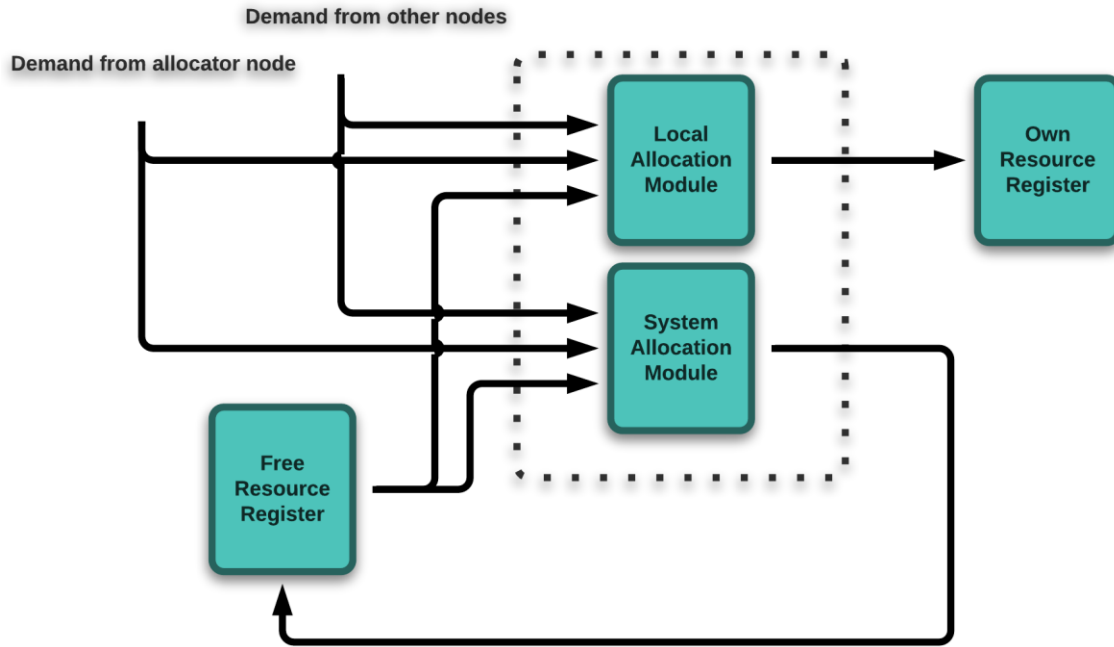 Demand from other nodes
Demand from allocator node
Local
Allocation
Module
Own
Resource
Register
System
Allocation
Module
Free
Resource
Register